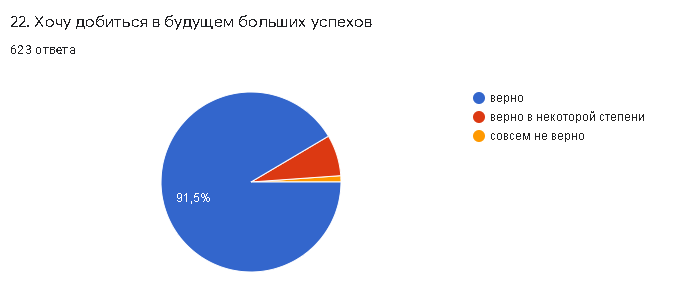 22. Хочу добиться в будущем больших успехов
623 ответа
верно
верно в некоторой степени
совсем не верно
91,5%